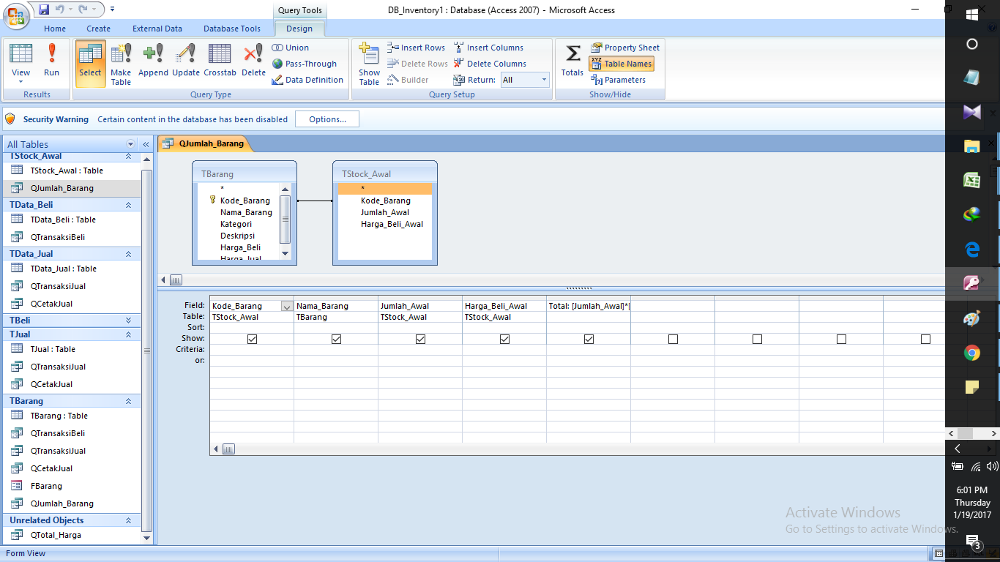 Query Tools
DB_Inventory1 : Database (Access 2007) - Microsoft Access
Home Create External Data Database Tools Design
View
Run
Results
Select
Make Table
Append
Update
Crosstab
Delete
Union
Pass-Through
Data Definition
Query Type
Show Table
Insert Rows
Delete Rows
Builder
Insert Columns
Delete Columns
Return: All
Query Setup
Totals
Property Sheet
XYZ Table Names
Parameters
Show/Hide
Security Warning Certain content in the database has been disabled Options...
All Tables
TStock_Awal
TStock_Awal : Table
QJumlah_Barang
TData_Beli
TData_Beli : Table
QTransaksiBeli
TData_Jual
TData_Jual : Table
QTransaksiJual
QCetakJual
TBeli
TJual
TJual : Table
QTransaksiJual
QCetakJual
TBarang
TBarang : Table
QTransaksiBeli
QTransaksiJual
QCetakJual
FBarang
QJumlah_Barang
Unrelated Objects
QTotal_Harga
QJumlah_Barang
TBarang
*
Kode_Barang
Nama_Barang
Kategori
Deskripsi
Harga_Beli
Harga_Jual
TStock_Awal
*
Kode_Barang
Jumlah_Awal
Harga_Beli_Awal
Field: Kode_Barang Nama_Barang Jumlah_Awal Harga_Beli_Awal Total: [Jumlah_Awal]*[
Table: TStock_Awal TBarang TStock_Awal TStock_Awal
Sort:
Show:
Criteria:
or:
6:01 PM
Thursday
1/19/2017
3
Activate Windows
Go to Settings to activate Windows.
Form View